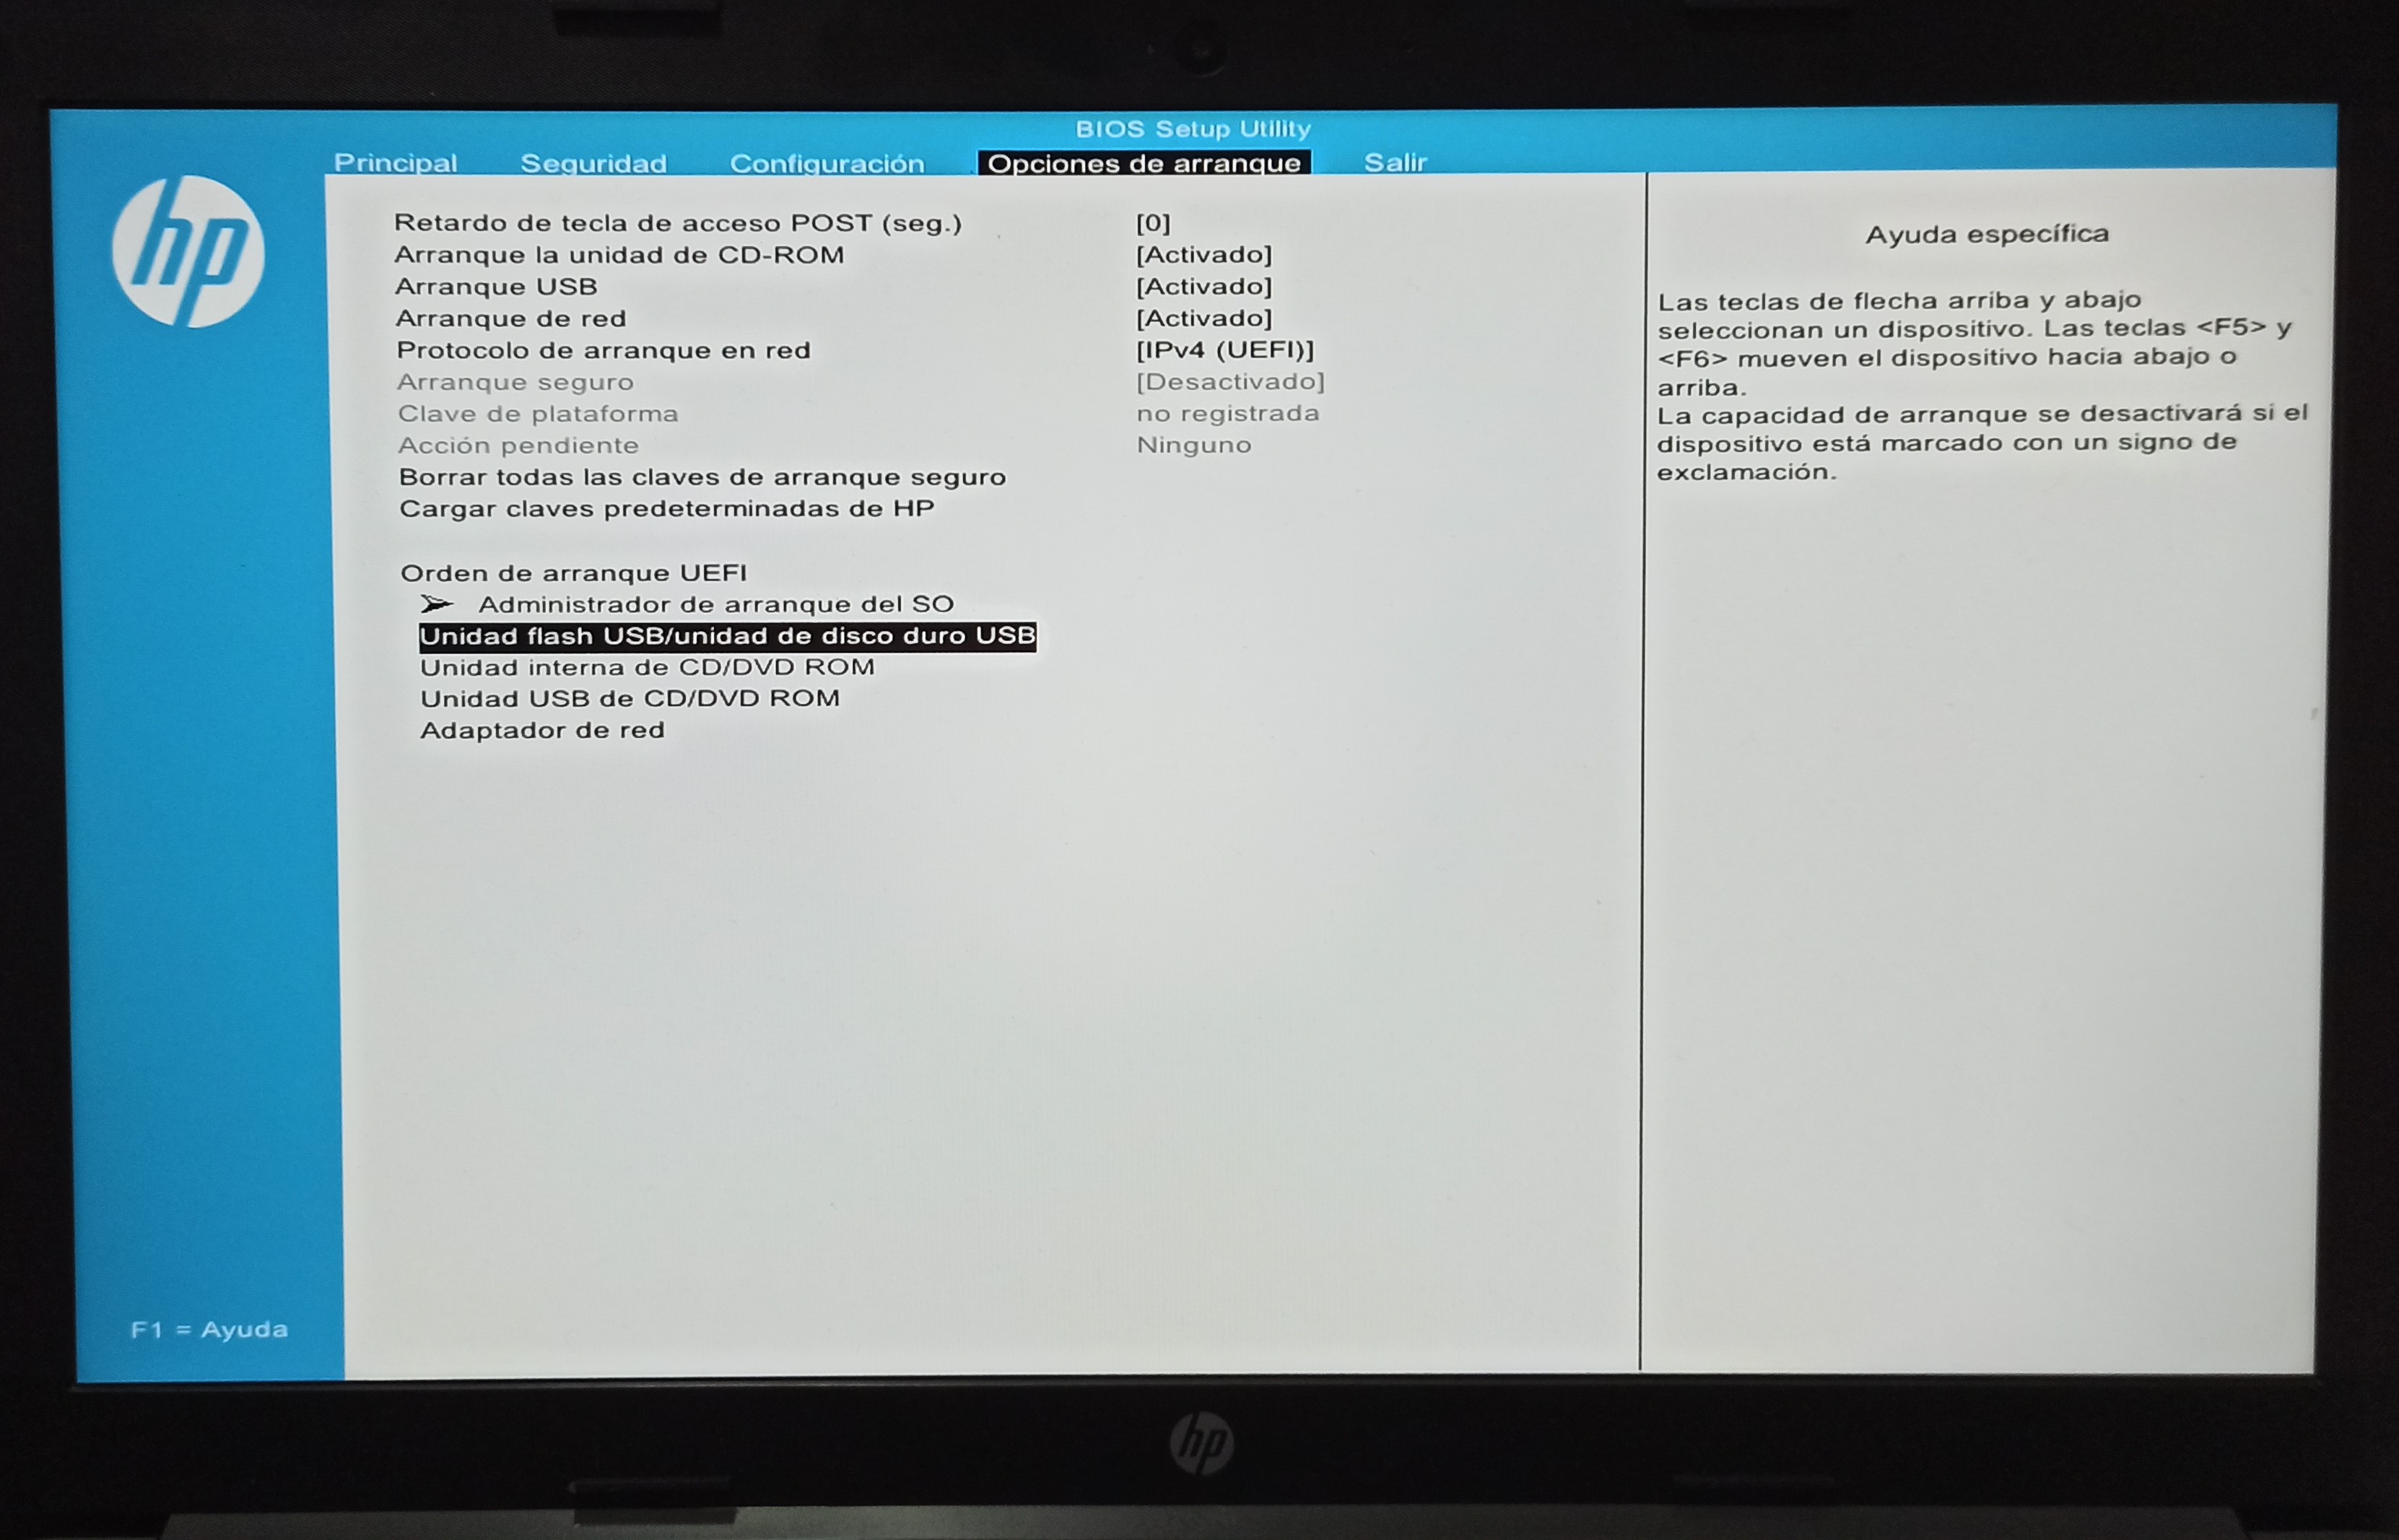 BIOS Setup Utility
Principal Seguridad Configuración Opciones de arranque Salir
hp
Retardo de tecla de acceso POST (seg.) [0]
Arranque la unidad de CD-ROM [Activado]
Arranque USB [Activado]
Arranque de red [Activado]
Protocolo de arranque en red [IPv4 (UEFI)]
Arranque seguro [Desactivado]
Clave de plataforma no registrada
Acción pendiente Ninguno
Borrar todas las claves de arranque seguro
Cargar claves predeterminadas de HP
Orden de arranque UEFI
Administrador de arranque del SO
Unidad flash USB/unidad de disco duro USB
Unidad interna de CD/DVD ROM
Unidad USB de CD/DVD ROM
Adaptador de red
Ayuda específica
Las teclas de flecha arriba y abajo
seleccionan un dispositivo. Las teclas <F5> y
<F6> mueven el dispositivo hacia abajo o
arriba.
La capacidad de arranque se desactivará si el
dispositivo está marcado con un signo de
exclamación.
F1 = Ayuda
hp